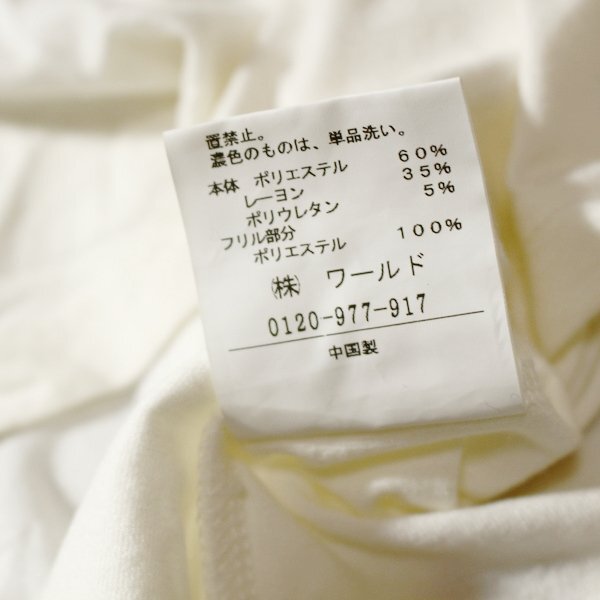 置禁止。
濃色のものは、単品洗い。
本体 ポリエステル 60%
レーヨン 35%
ポリウレタン 5%
フリル部分
ポリエステル 100%
㈱ ワールド
0120-977-917
中国製